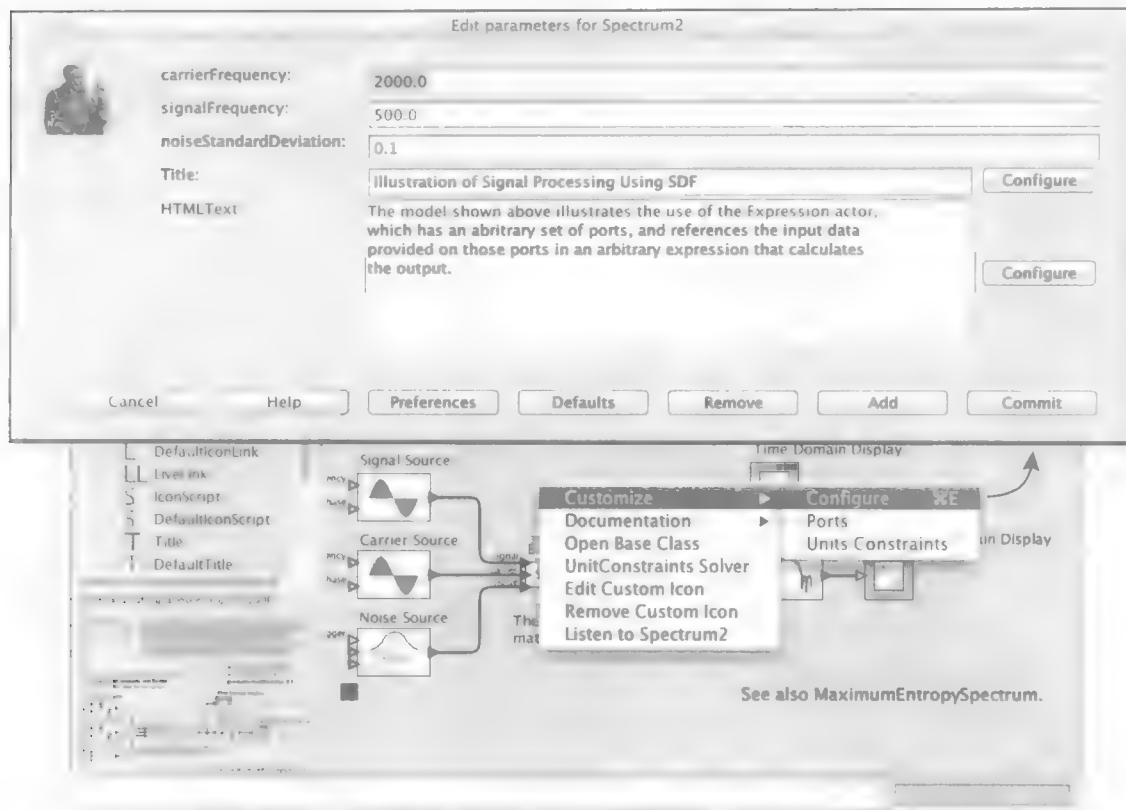 Edit parameters for Spectrum2
carrierFrequency:
2000.0
signalFrequency:
500.0
noiseStandardDeviation:
0.1
Title:
Illustration of Signal Processing Using SDF
Configure
HTMLText
The model shown above illustrates the use of the Expression actor,
which has an abritrary set of ports, and references the input data
provided on those ports in an arbitrary expression that calculates
the output.
Configure
Cancel
Help
Preferences
Defaults
Remove
Add
Commit
DefaultIconLink
LiveLink
IconScript
DefaultIconScript
Title
DefaultTitle
Signal Source
Carrier Source
Noise Source
Time Domain Display
Customize
Documentation
Open Base Class
UnitConstraints Solver
Edit Custom Icon
Remove Custom Icon
Listen to Spectrum2
Configure ⌘E
Ports
Units Constraints
Display
The
See also MaximumEntropySpectrum.